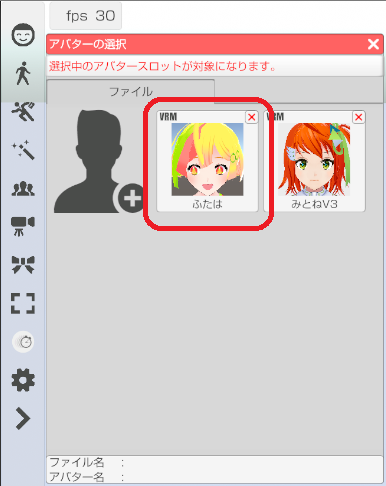 fps 30
アバターの選択
選択中のアバタースロットが対象になります。
ファイル
VRM
ふたは
VRM
みとねV3
ファイル名 :
アバター名 :